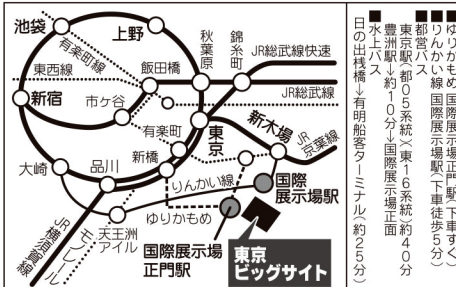 池袋
上野
有楽町線
東西線
飯田橋
秋葉原
錦糸町
JR総武線快速
JR総武線
新宿
市ヶ谷
有楽町
東京
新木場
JR京葉線
大崎
品川
新橋
りんかい線
国際展示場駅
ゆりかもめ
天王洲アイル
国際展示場正門駅
東京ビッグサイト
JR横須賀線
モノレール
ゆりかもめ 国際展示場正門駅(下車すぐ)
■りんかい線 国際展示場駅(下車徒歩5分)
■都営バス
東京駅(都05系統)(東16系統)約40分
豊洲駅→約10分→国際展示場正面
■水上バス
日の出桟橋→有明船客ターミナル(約25分)